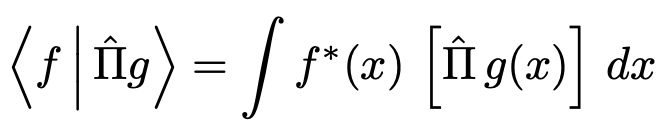 ⟨f | Π̂g⟩ = ∫ f*(x) [Π̂ g(x)] dx